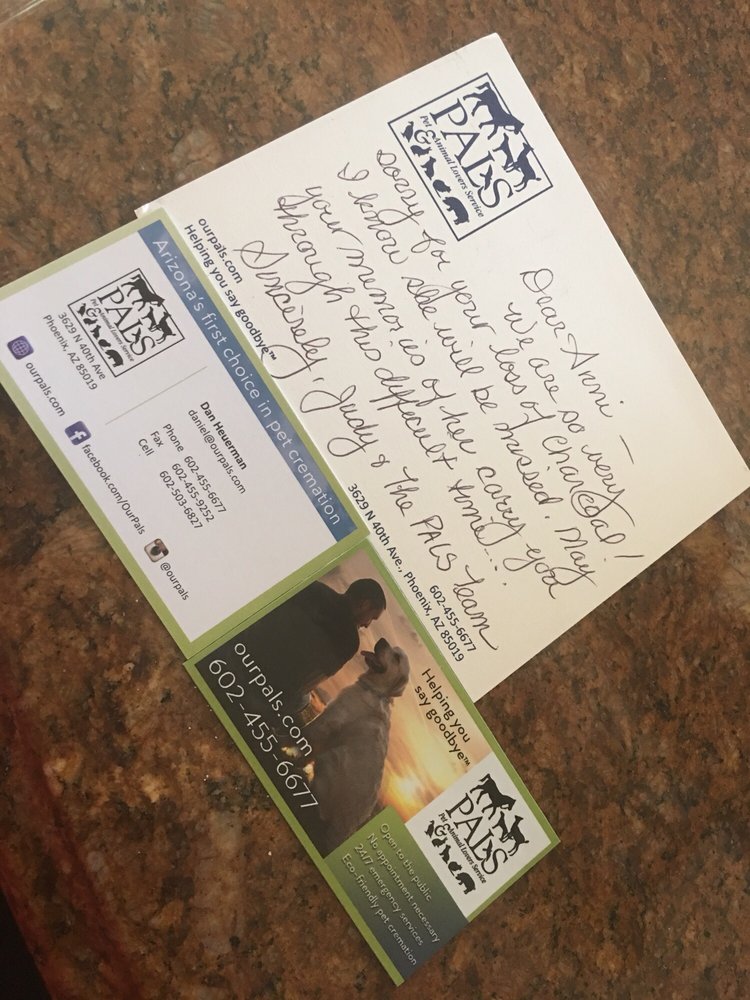 PALS
Pet & Animal Lovers Service
Dear Anni —
We are so very
sorry for your loss of Charcoal!
I know she will be missed. May
your memories of her carry you
through this difficult time...
Sincerely, Judy & The PALS Team
ourpals.com
Helping you say goodbye™
3629 N 40th Ave., Phoenix, AZ 85019
602-455-6677
Arizona's first choice in pet cremation
PALS
Pet & Animal Lovers Service
3629 N 40th Ave
Phoenix, AZ 85019
Dan Heuerman
daniel@ourpals.com
Phone 602-455-6677
Fax 602-455-9252
Cell 602-503-6827
ourpals.com
facebook.com/OurPals
@ourpals
Helping you
say goodbye™
ourpals.com
602-455-6677
PALS
Pet & Animal Lovers Service
Open to the public
No appointment necessary
24/7 emergency services
Eco-friendly pet cremation